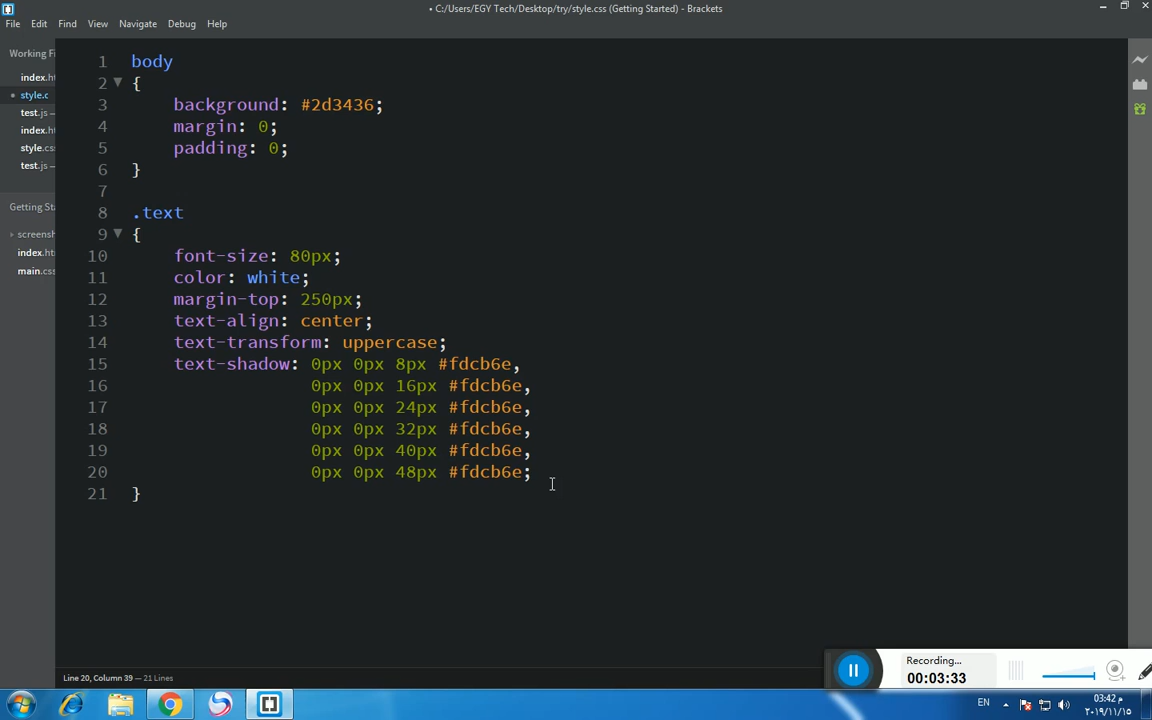 • C:/Users/EGY Tech/Desktop/try/style.css (Getting Started) - Brackets
File Edit Find View Navigate Debug Help
Working Fi
index.ht
• style.c
test.js —
index.ht
style.css
test.js —
Getting Sta
screensh
index.ht
main.css
1 body
2 {
3 background: #2d3436;
4 margin: 0;
5 padding: 0;
6 }
7
8 .text
9 {
10 font-size: 80px;
11 color: white;
12 margin-top: 250px;
13 text-align: center;
14 text-transform: uppercase;
15 text-shadow: 0px 0px 8px #fdcb6e,
16 0px 0px 16px #fdcb6e,
17 0px 0px 24px #fdcb6e,
18 0px 0px 32px #fdcb6e,
19 0px 0px 40px #fdcb6e,
20 0px 0px 48px #fdcb6e;
21 }
Line 20, Column 39 — 21 Lines
Recording...
00:03:33
EN
03:42 م
٢٠١٩/١١/١٥